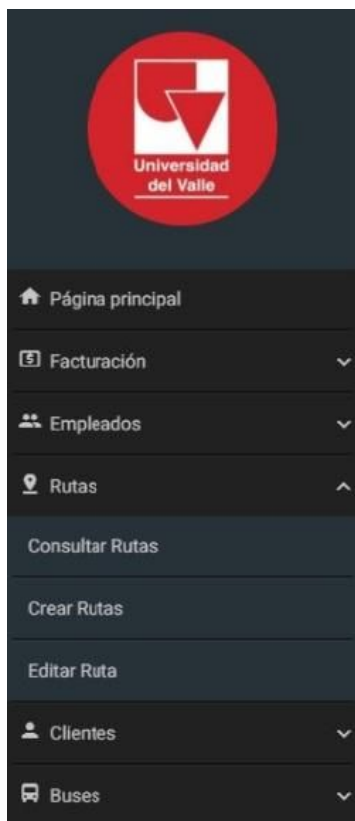 Universidad
del Valle
Página principal
Facturación
Empleados
Rutas
Consultar Rutas
Crear Rutas
Editar Ruta
Clientes
Buses